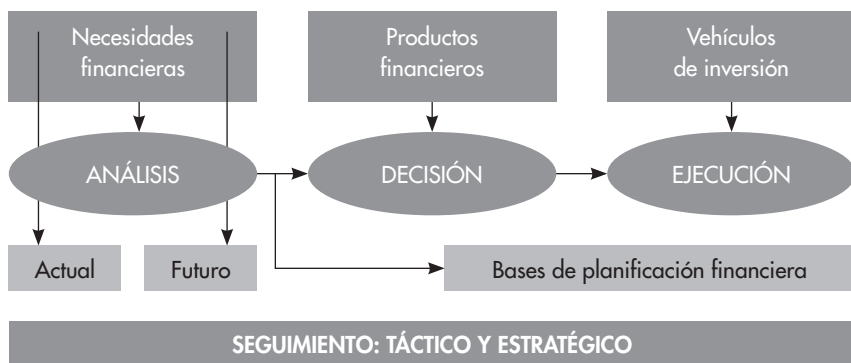 Necesidades
financieras
Productos
financieros
Vehículos
de inversión
ANÁLISIS
DECISIÓN
EJECUCIÓN
Actual
Futuro
Bases de planificación financiera
SEGUIMIENTO: TÁCTICO Y ESTRATÉGICO